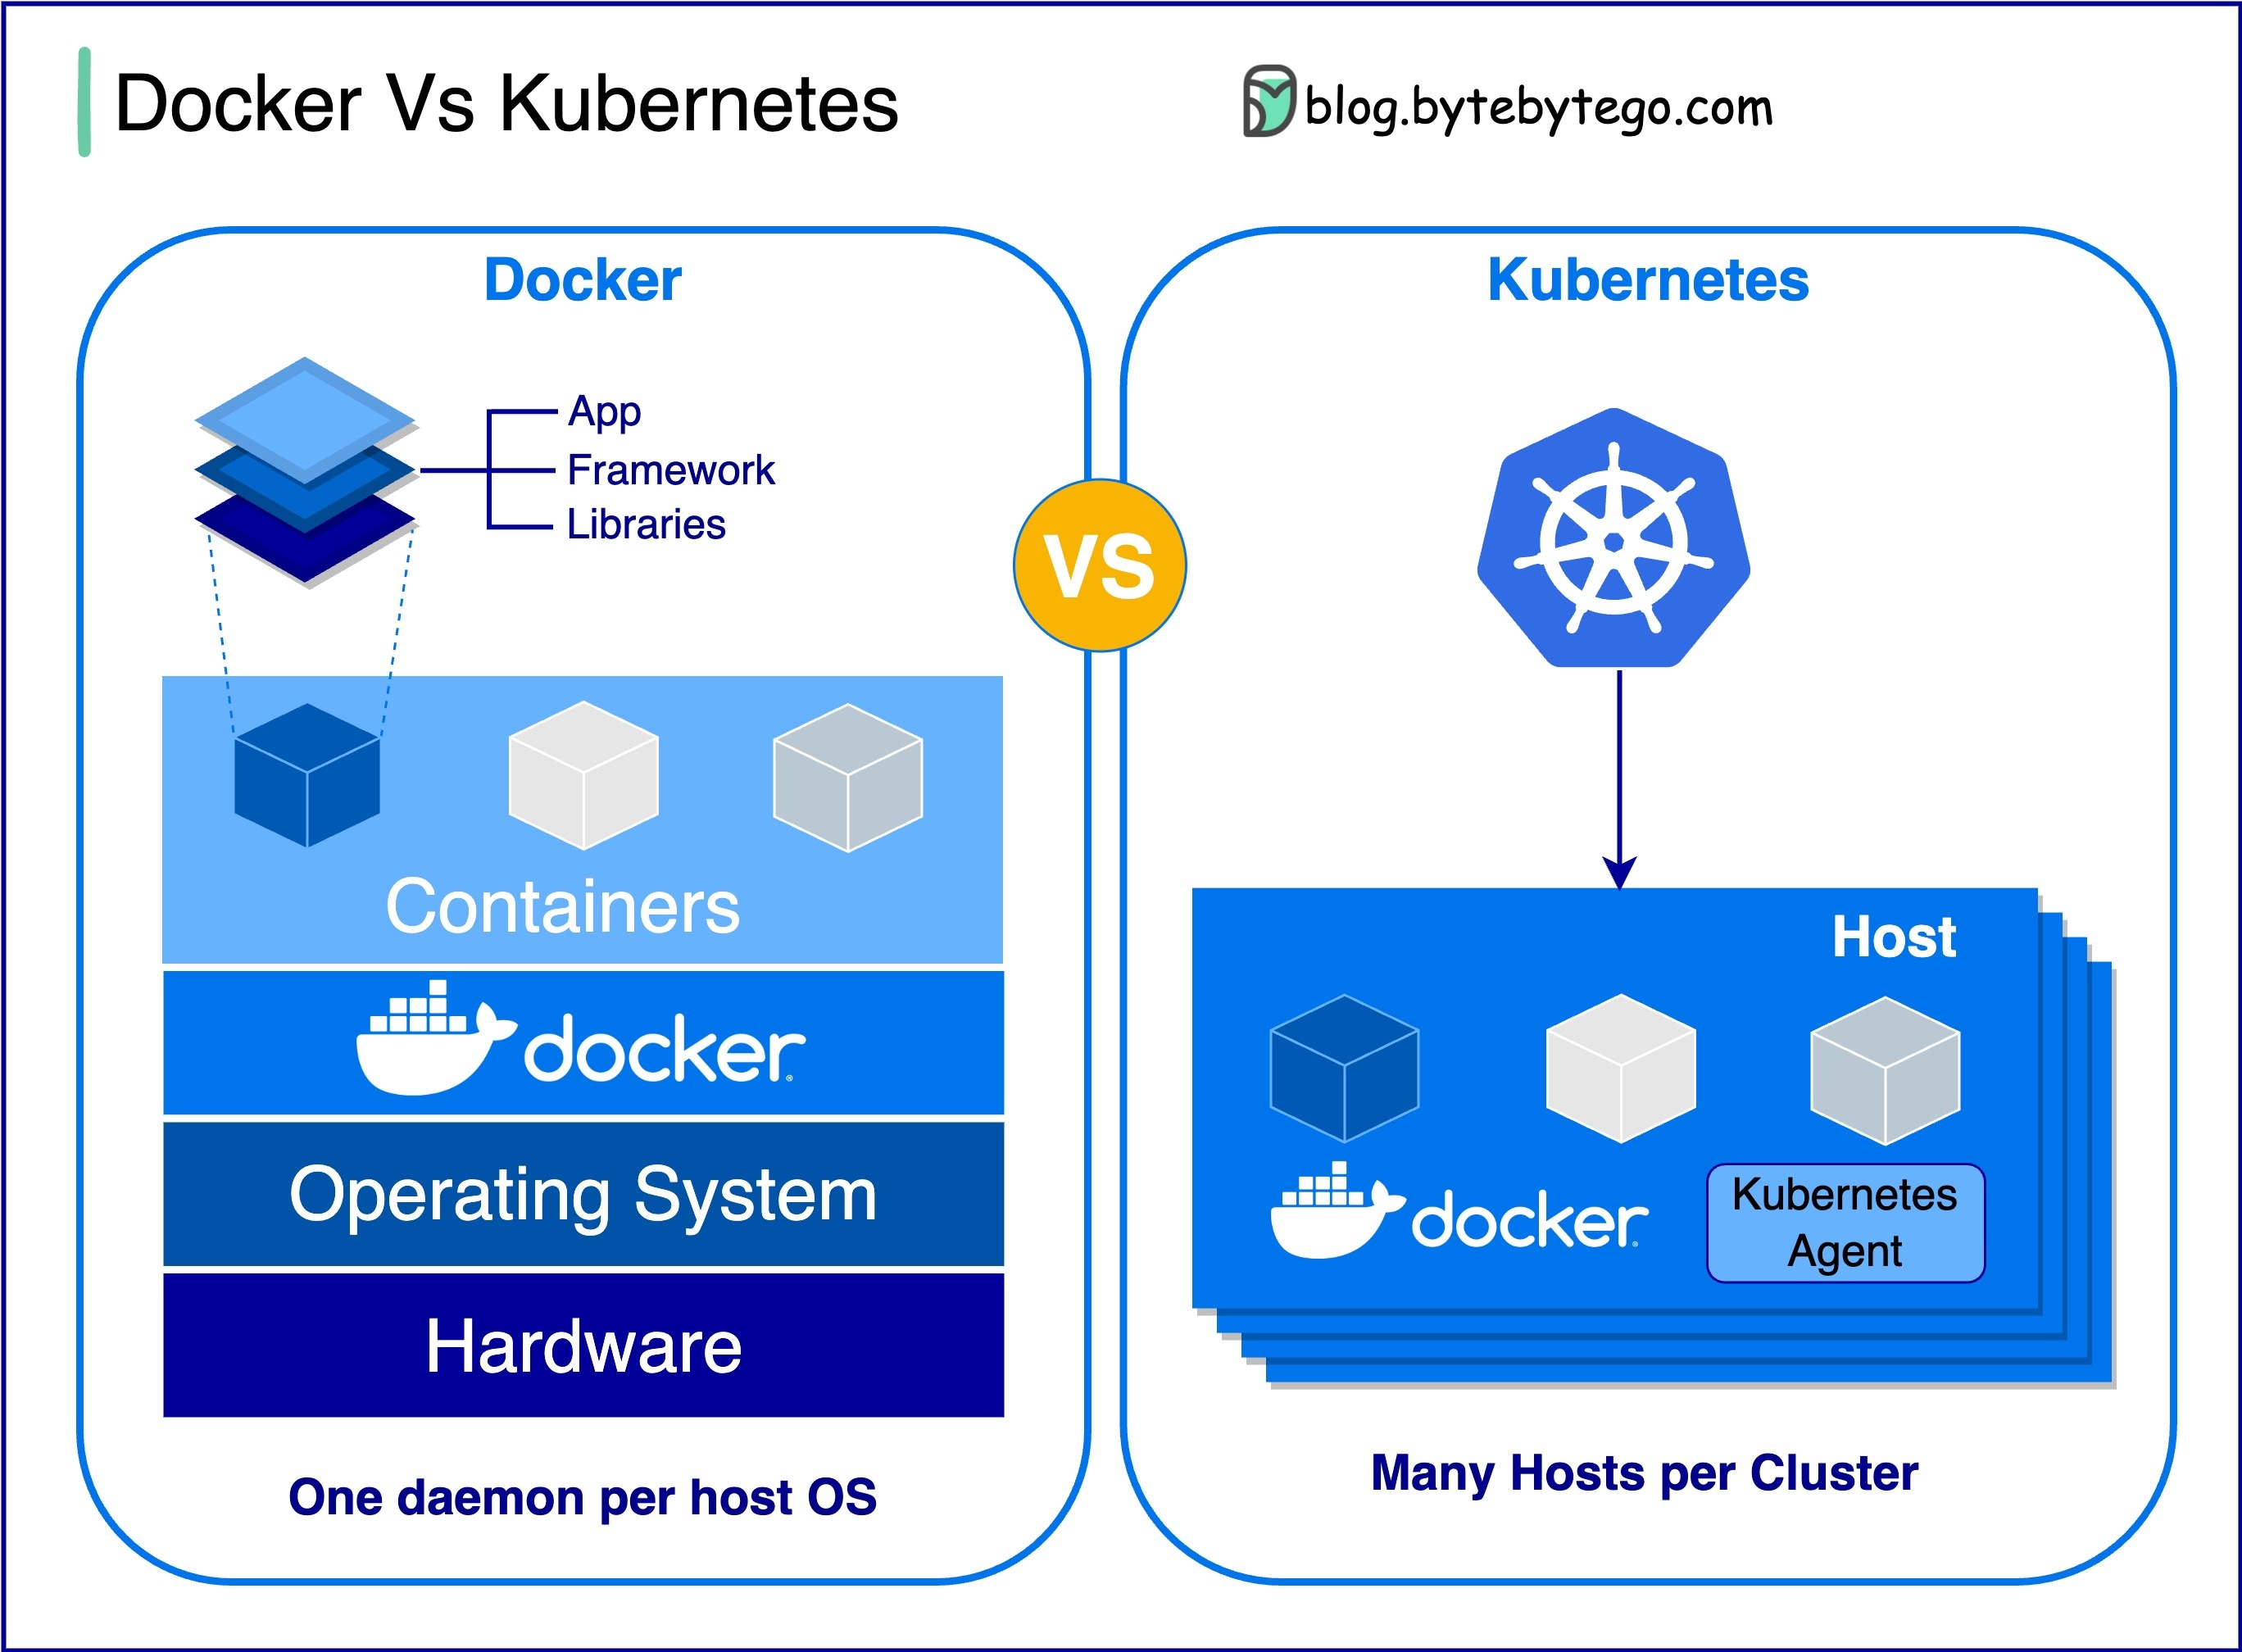 Docker Vs Kubernetes
blog.bytebytego.com
Docker
App
Framework
Libraries
Containers
docker
Operating System
Hardware
One daemon per host OS
VS
Kubernetes
Host
docker
Kubernetes
Agent
Many Hosts per Cluster